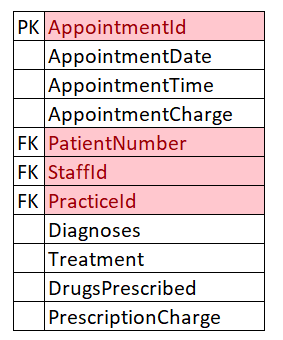 PK AppointmentId
AppointmentDate
AppointmentTime
AppointmentCharge
FK PatientNumber
FK StaffId
FK PracticeId
Diagnoses
Treatment
DrugsPrescribed
PrescriptionCharge